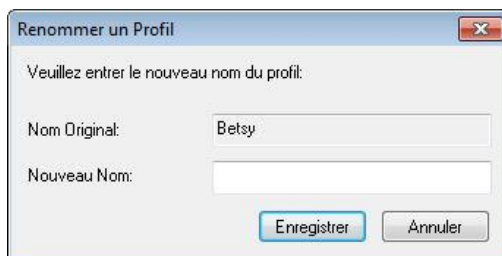 Renommer un Profil
Veuillez entrer le nouveau nom du profil:
Nom Original: Betsy
Nouveau Nom:
Enregistrer Annuler